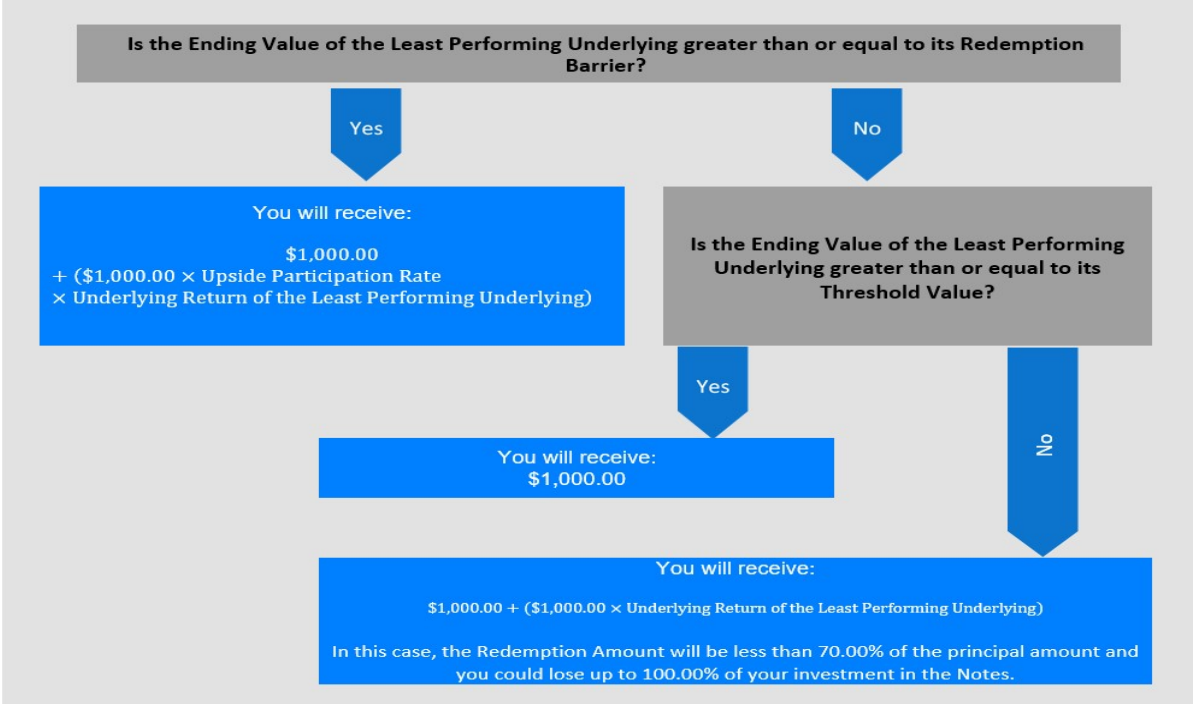 Is the Ending Value of the Least Performing Underlying greater than or equal to its Redemption
Barrier?
Yes
No
You will receive:
$1,000.00
+ ($1,000.00 × Upside Participation Rate
× Underlying Return of the Least Performing Underlying)
Is the Ending Value of the Least Performing
Underlying greater than or equal to its
Threshold Value?
Yes
No
You will receive:
$1,000.00
You will receive:
$1,000.00 + ($1,000.00 × Underlying Return of the Least Performing Underlying)
In this case, the Redemption Amount will be less than 70.00% of the principal amount and
you could lose up to 100.00% of your investment in the Notes.